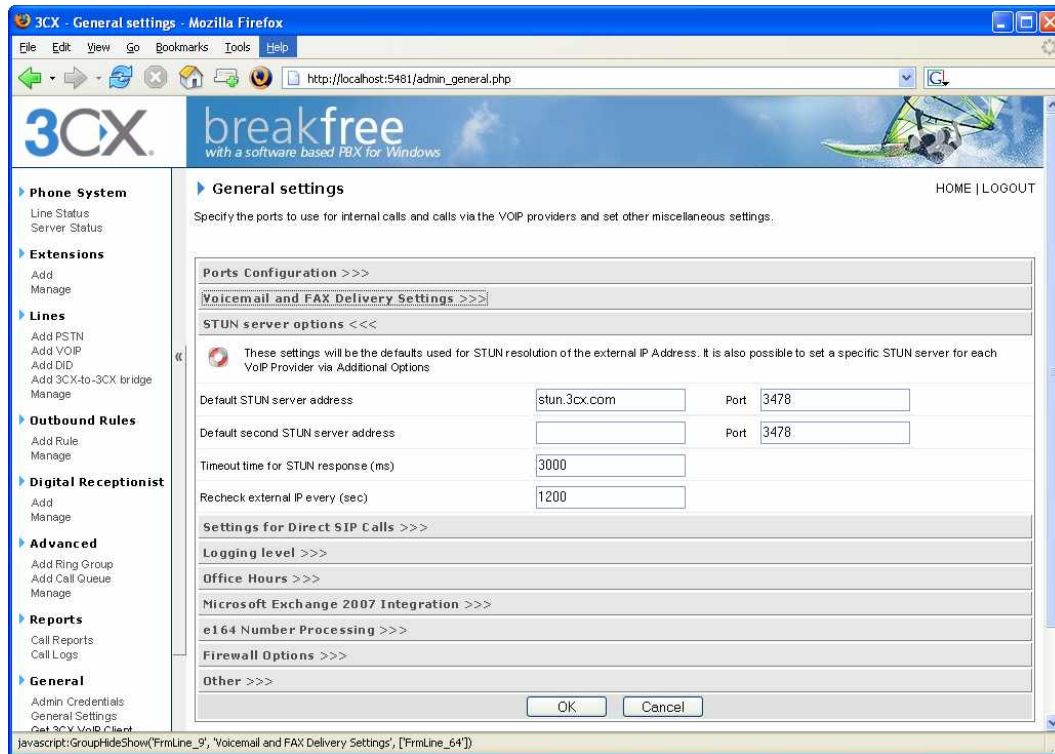 3CX - General settings - Mozilla Firefox
File Edit View Go Bookmarks Tools Help
http://localhost:5481/admin_general.php
G
3CX.
breakfree
with a software based PBX for Windows
Phone System
Line Status
Server Status
Extensions
Add
Manage
Lines
Add PSTN
Add VOIP
Add DID
Add 3CX-to-3CX bridge
Manage
Outbound Rules
Add Rule
Manage
Digital Receptionist
Add
Manage
Advanced
Add Ring Group
Add Call Queue
Manage
Reports
Call Reports
Call Logs
General
Admin Credentials
General Settings
Get 3CX VoIP Client
«
General settings
HOME | LOGOUT
Specify the ports to use for internal calls and calls via the VOIP providers and set other miscellaneous settings.
Ports Configuration >>>
Voicemail and FAX Delivery Settings >>>
STUN server options <<<
These settings will be the defaults used for STUN resolution of the external IP Address. It is also possible to set a specific STUN server for each
VoIP Provider via Additional Options
Default STUN server address stun.3cx.com Port 3478
Default second STUN server address Port 3478
Timeout time for STUN response (ms) 3000
Recheck external IP every (sec) 1200
Settings for Direct SIP Calls >>>
Logging level >>>
Office Hours >>>
Microsoft Exchange 2007 Integration >>>
e164 Number Processing >>>
Firewall Options >>>
Other >>>
OK Cancel
javascript:GroupHideShow('FrmLine_9', 'Voicemail and FAX Delivery Settings', ['FrmLine_64'])